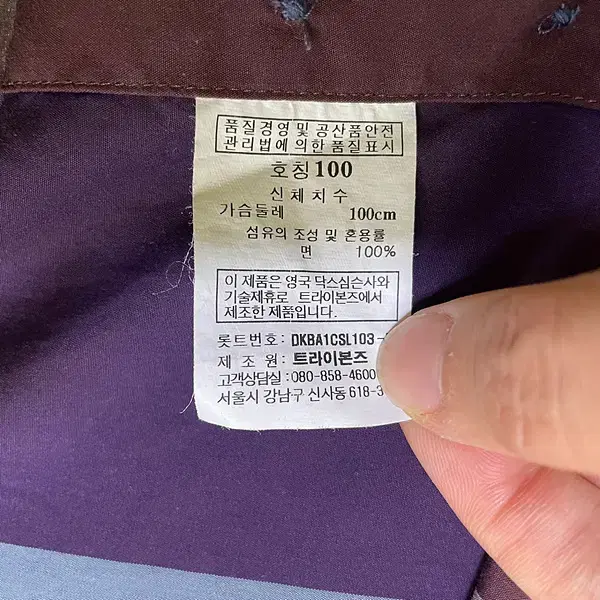 품질경영 및 공산품안전
관리법에 의한 품질표시
호칭 100
신체치수
가슴둘레 100cm
섬유의 조성 및 혼용률
면 100%
이 제품은 영국 닥스심슨사와
기술제휴로 트라이본즈에서
제조한 제품입니다.
롯트번호: DKBA1CSL103-
제 조 원: 트라이본즈
고객상담실:080-858-4600
서울시 강남구 신사동 618-3